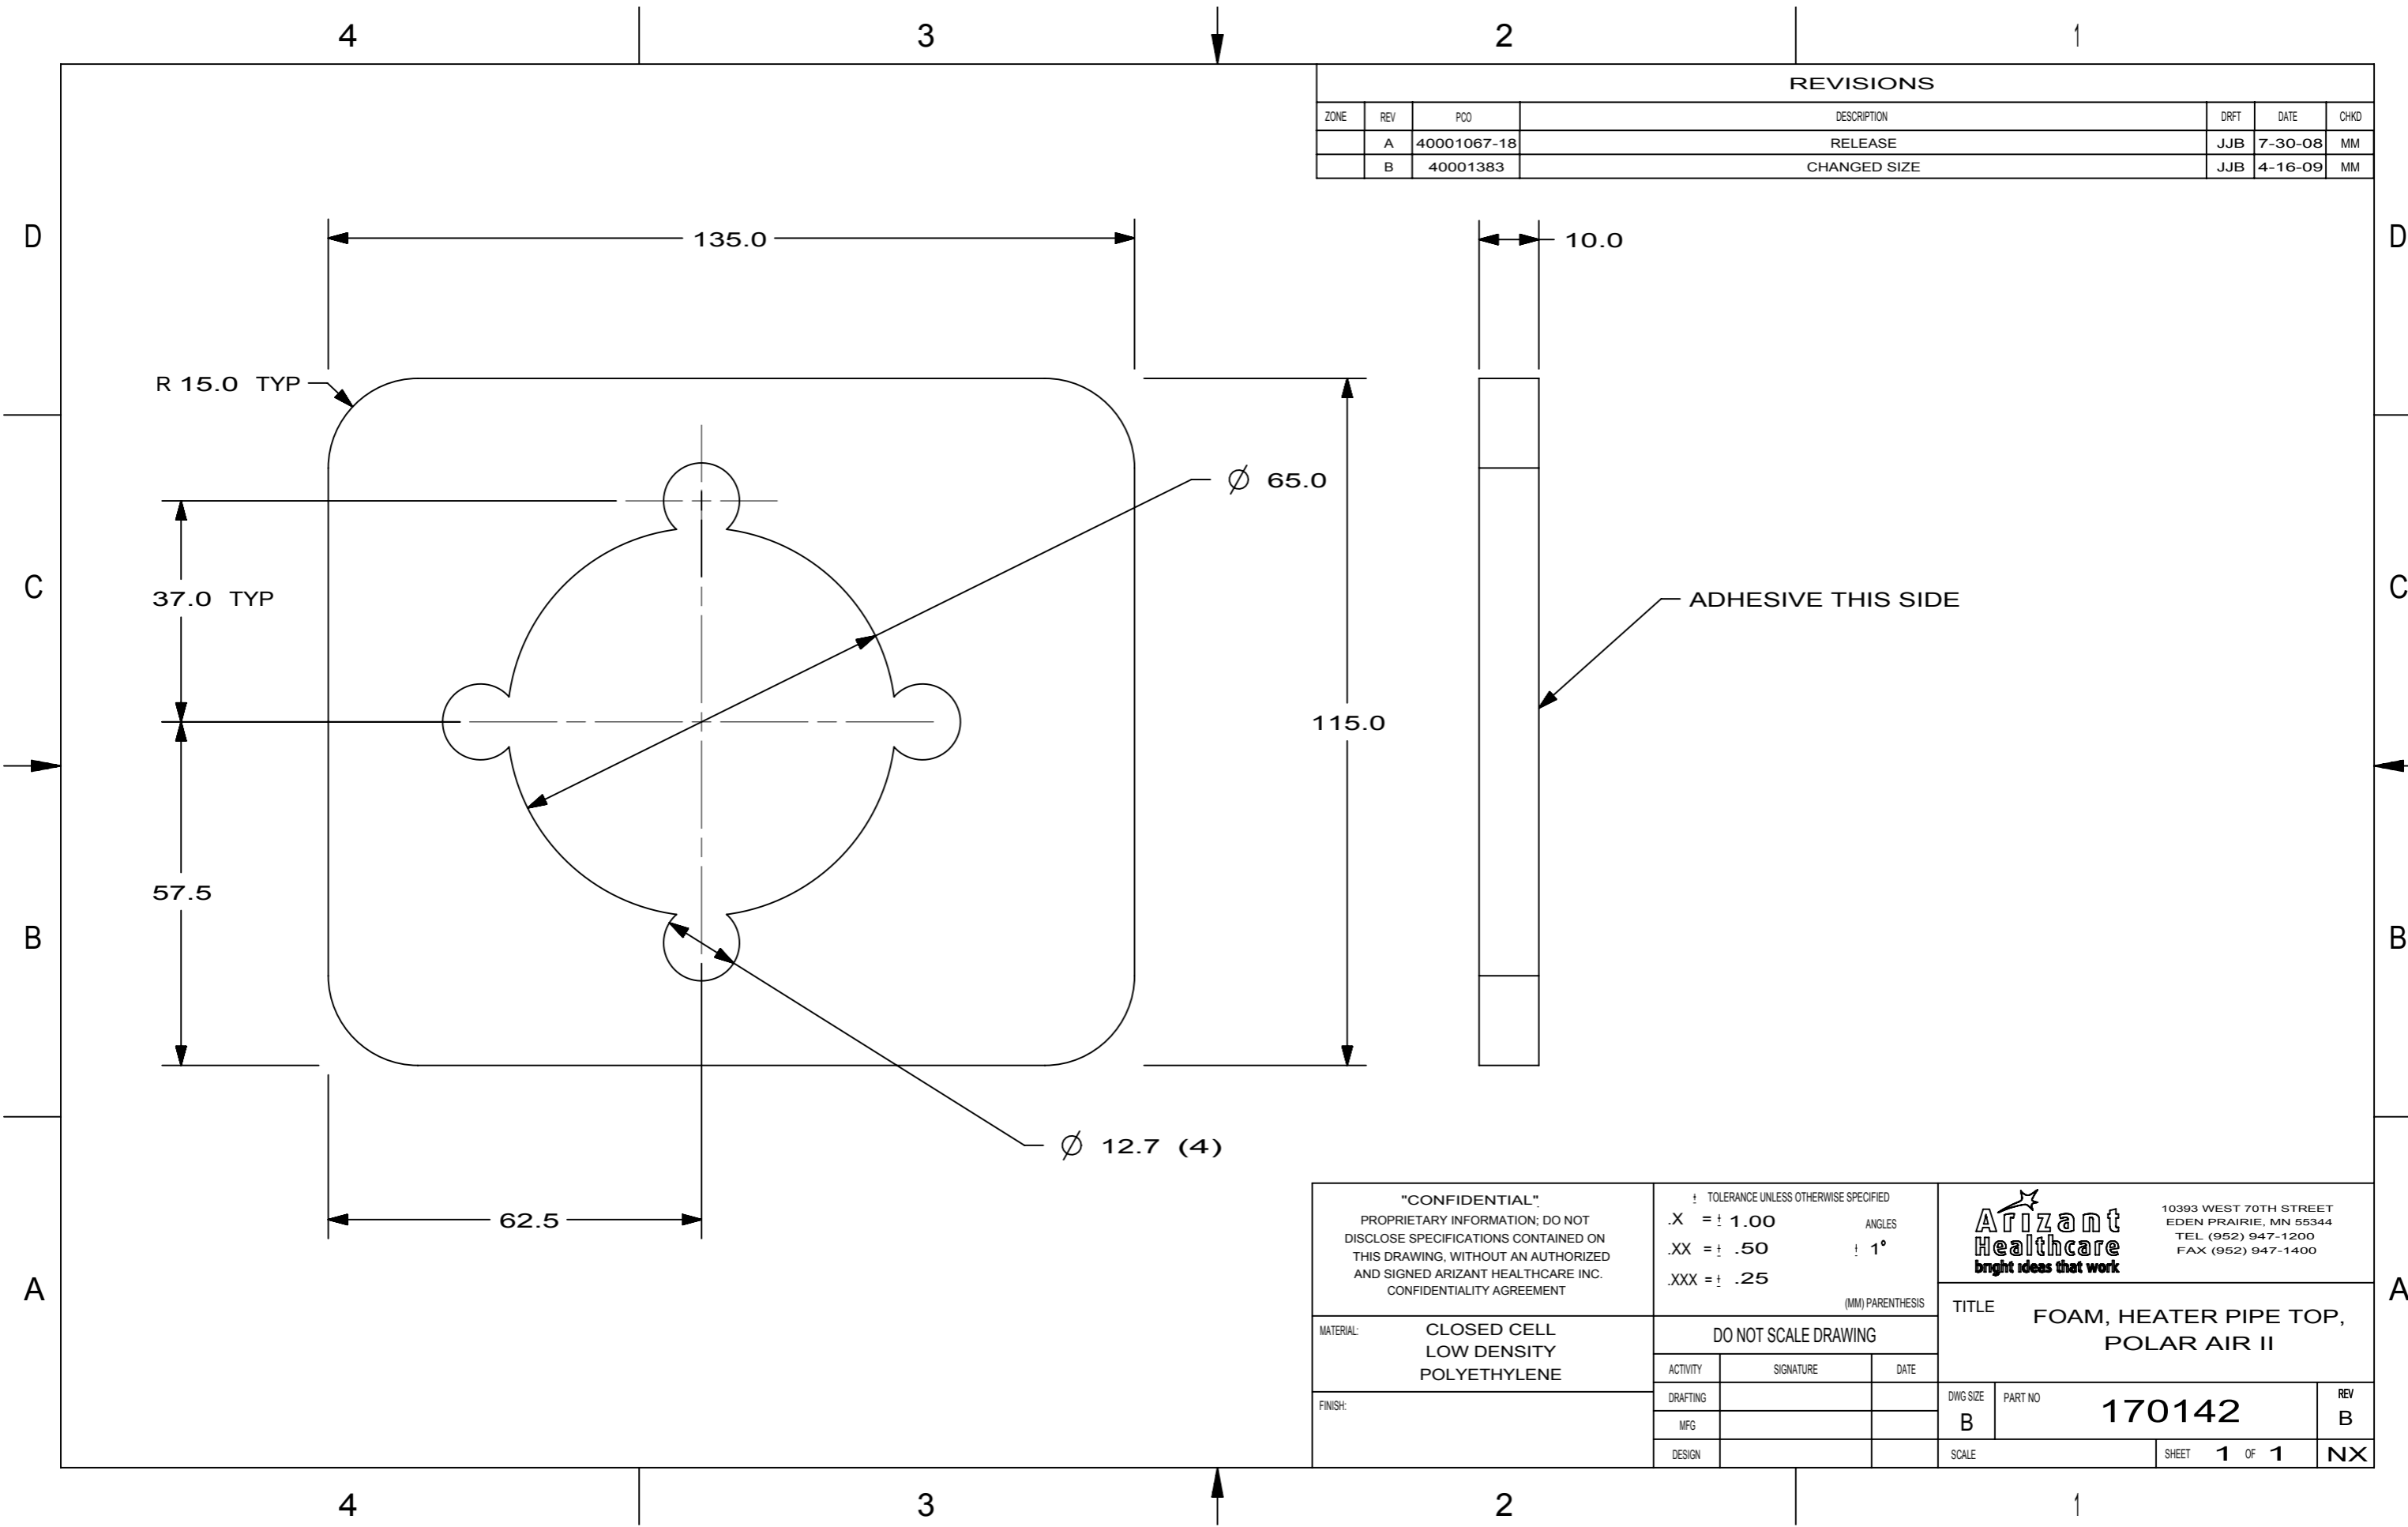 4 3 2 1
REVISIONS
ZONE REV PCO DESCRIPTION DRFT DATE CHKD
A 40001067-18 RELEASE JJB 7-30-08 MM
B 40001383 CHANGED SIZE JJB 4-16-09 MM
D D
135.0 10.0
R 15.0 TYP
Ø 65.0
C C
37.0 TYP
ADHESIVE THIS SIDE
115.0
57.5
B B
Ø 12.7 (4)
62.5
A A
"CONFIDENTIAL"
PROPRIETARY INFORMATION; DO NOT
DISCLOSE SPECIFICATIONS CONTAINED ON
THIS DRAWING, WITHOUT AN AUTHORIZED
AND SIGNED ARIZANT HEALTHCARE INC.
CONFIDENTIALITY AGREEMENT
MATERIAL: CLOSED CELL
LOW DENSITY
POLYETHYLENE
FINISH:
± TOLERANCE UNLESS OTHERWISE SPECIFIED
.X = ± 1.00 ANGLES
.XX = ± .50 ± 1°
.XXX = ± .25
(MM) PARENTHESIS
DO NOT SCALE DRAWING
ACTIVITY SIGNATURE DATE
DRAFTING
MFG
DESIGN
Arizant
Healthcare
bright ideas that work
10393 WEST 70TH STREET
EDEN PRAIRIE, MN 55344
TEL (952) 947-1200
FAX (952) 947-1400
TITLE FOAM, HEATER PIPE TOP,
POLAR AIR II
DWG SIZE B
PART NO 170142
REV B
SCALE SHEET 1 OF 1 NX
4 3 2 1